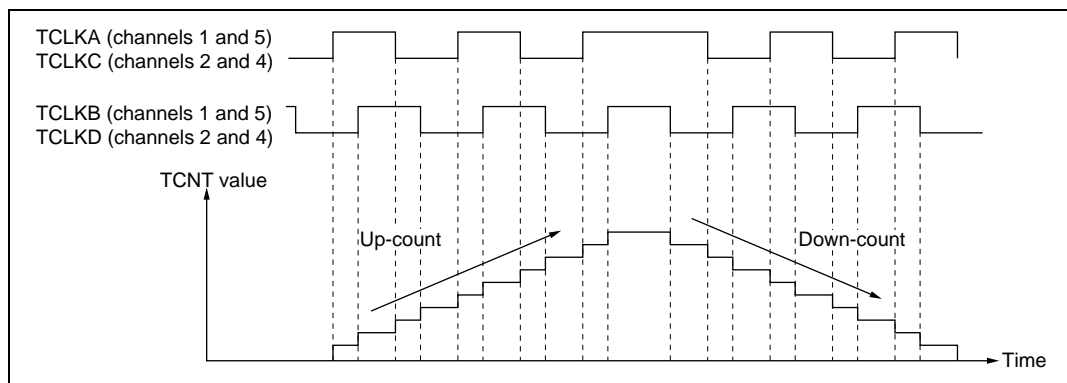 TCLKA (channels 1 and 5)
TCLKC (channels 2 and 4)
TCLKB (channels 1 and 5)
TCLKD (channels 2 and 4)
TCNT value
Up-count
Down-count
Time